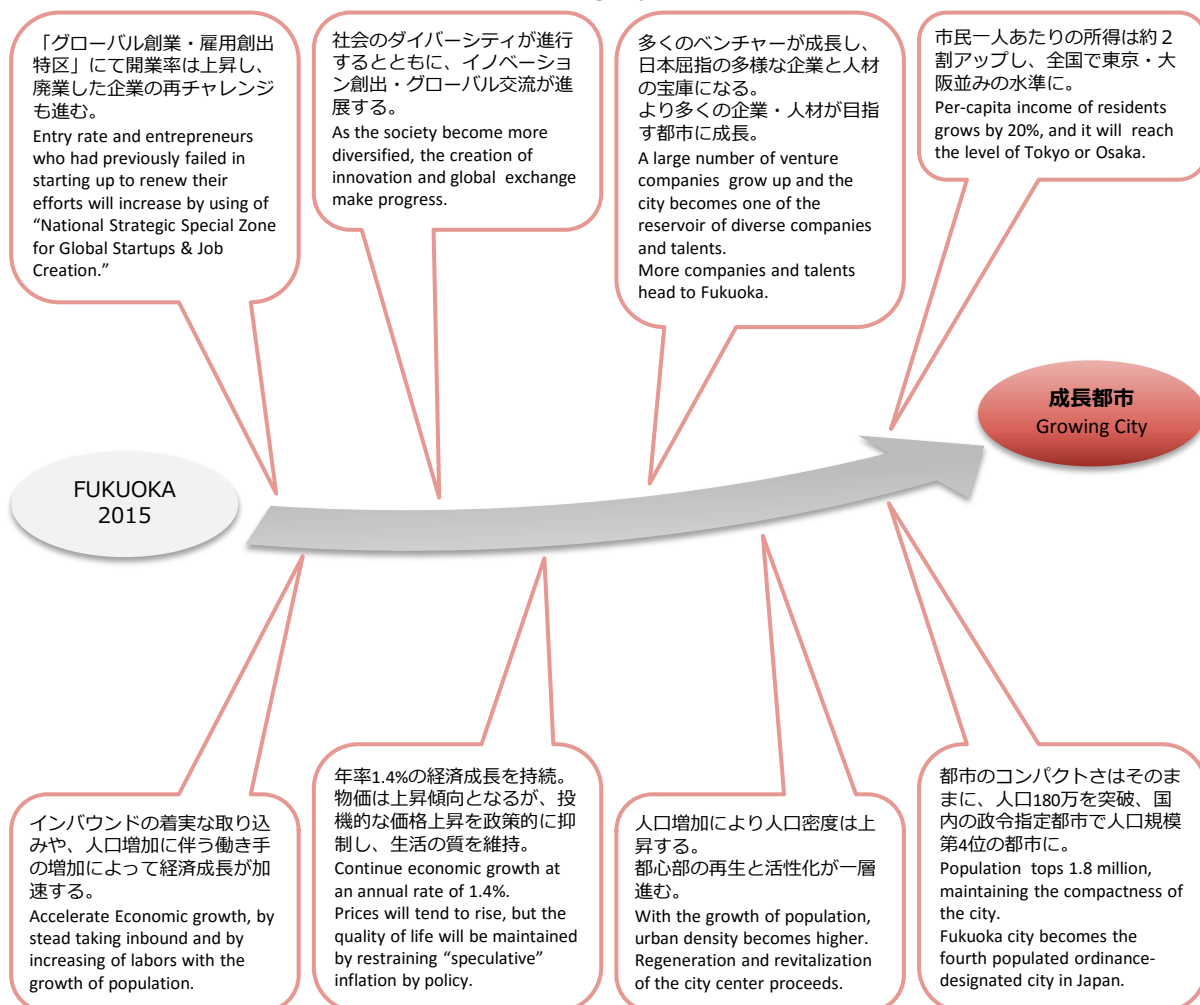 「グローバル創業・雇用創出
特区」にて開業率は上昇し、
廃業した企業の再チャレンジ
も進む。
Entry rate and entrepreneurs
who had previously failed in
starting up to renew their
efforts will increase by using of
“National Strategic Special Zone
for Global Startups & Job
Creation.”
社会のダイバーシティが進行
するとともに、イノベーショ
ン創出・グローバル交流が進
展する。
As the society become more
diversified, the creation of
innovation and global exchange
make progress.
多くのベンチャーが成長し、
日本屈指の多様な企業と人材
の宝庫になる。
より多くの企業・人材が目指
す都市に成長。
A large number of venture
companies grow up and the
city becomes one of the
reservoir of diverse companies
and talents.
More companies and talents
head to Fukuoka.
市民一人あたりの所得は約２
割アップし、全国で東京・大
阪並みの水準に。
Per-capita income of residents
grows by 20%, and it will reach
the level of Tokyo or Osaka.
成長都市
Growing City
FUKUOKA
2015
インバウンドの着実な取り込
みや、人口増加に伴う働き手
の増加によって経済成長が加
速する。
Accelerate Economic growth, by
stead taking inbound and by
increasing of labors with the
growth of population.
年率1.4%の経済成長を持続。
物価は上昇傾向となるが、投
機的な価格上昇を政策的に抑
制し、生活の質を維持。
Continue economic growth at
an annual rate of 1.4%.
Prices will tend to rise, but the
quality of life will be maintained
by restraining “speculative”
inflation by policy.
人口増加により人口密度は上
昇する。
都心部の再生と活性化が一層
進む。
With the growth of population,
urban density becomes higher.
Regeneration and revitalization
of the city center proceeds.
都市のコンパクトさはそのま
まに、人口180万を突破、国
内の政令指定都市で人口規模
第4位の都市に。
Population tops 1.8 million,
maintaining the compactness of
the city.
Fukuoka city becomes the
fourth populated ordinance-
designated city in Japan.